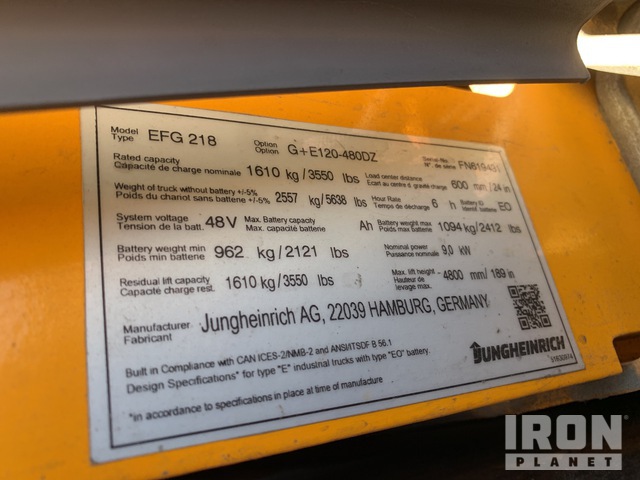 Model Type EFG 218 Option Option G+E120-480DZ Serial-No. N°. de série
Rated capacity Capacité de charge nominale 1610 kg/3550 lbs Load center distance Ecart au centre d. gravité charge 600 mm/24 in
Weight of truck without battery +/-5% Poids du chariot sans batterie +/-5% 2557 kg/5638 lbs Hour Rate Temps de décharge 6 h Battery ID Identif. batterie EO
System voltage Tension de la batt. 48V Max. Battery capacity Max. capacité batterie Ah Battery weight max Poids max batterie 1094 kg/2412 lbs
Battery weight min Poids min batterie 962 kg/2121 lbs Nominal power Puissance nominale 9,0 kW
Residual lift capacity Capacité charge rest. 1610 kg/3550 lbs Max. lift height Hauteur de levage max. 4800 mm/189 in
Manufacturer Fabricant Jungheinrich AG, 22039 HAMBURG, GERMANY
Built in Compliance with CAN ICES-2/NMB-2 and ANSI/ITSDF B 56.1
Design Specifications* for type "E" industrial trucks with type "EO" battery.
*in accordance to specifications in place at time of manufacture
JUNGHEINRICH
IRON
PLANET